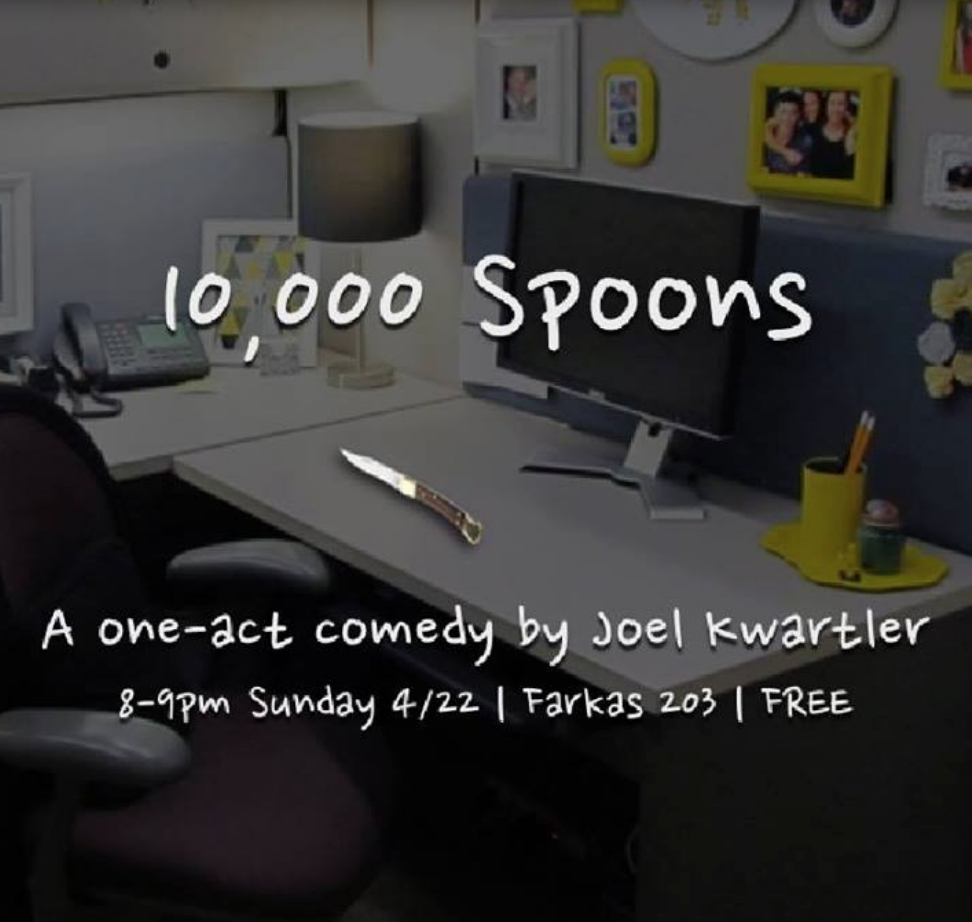 10,000 Spoons
A one-act comedy by Joel Kwartler
8-9pm Sunday 4/22 | Farkas 203 | FREE